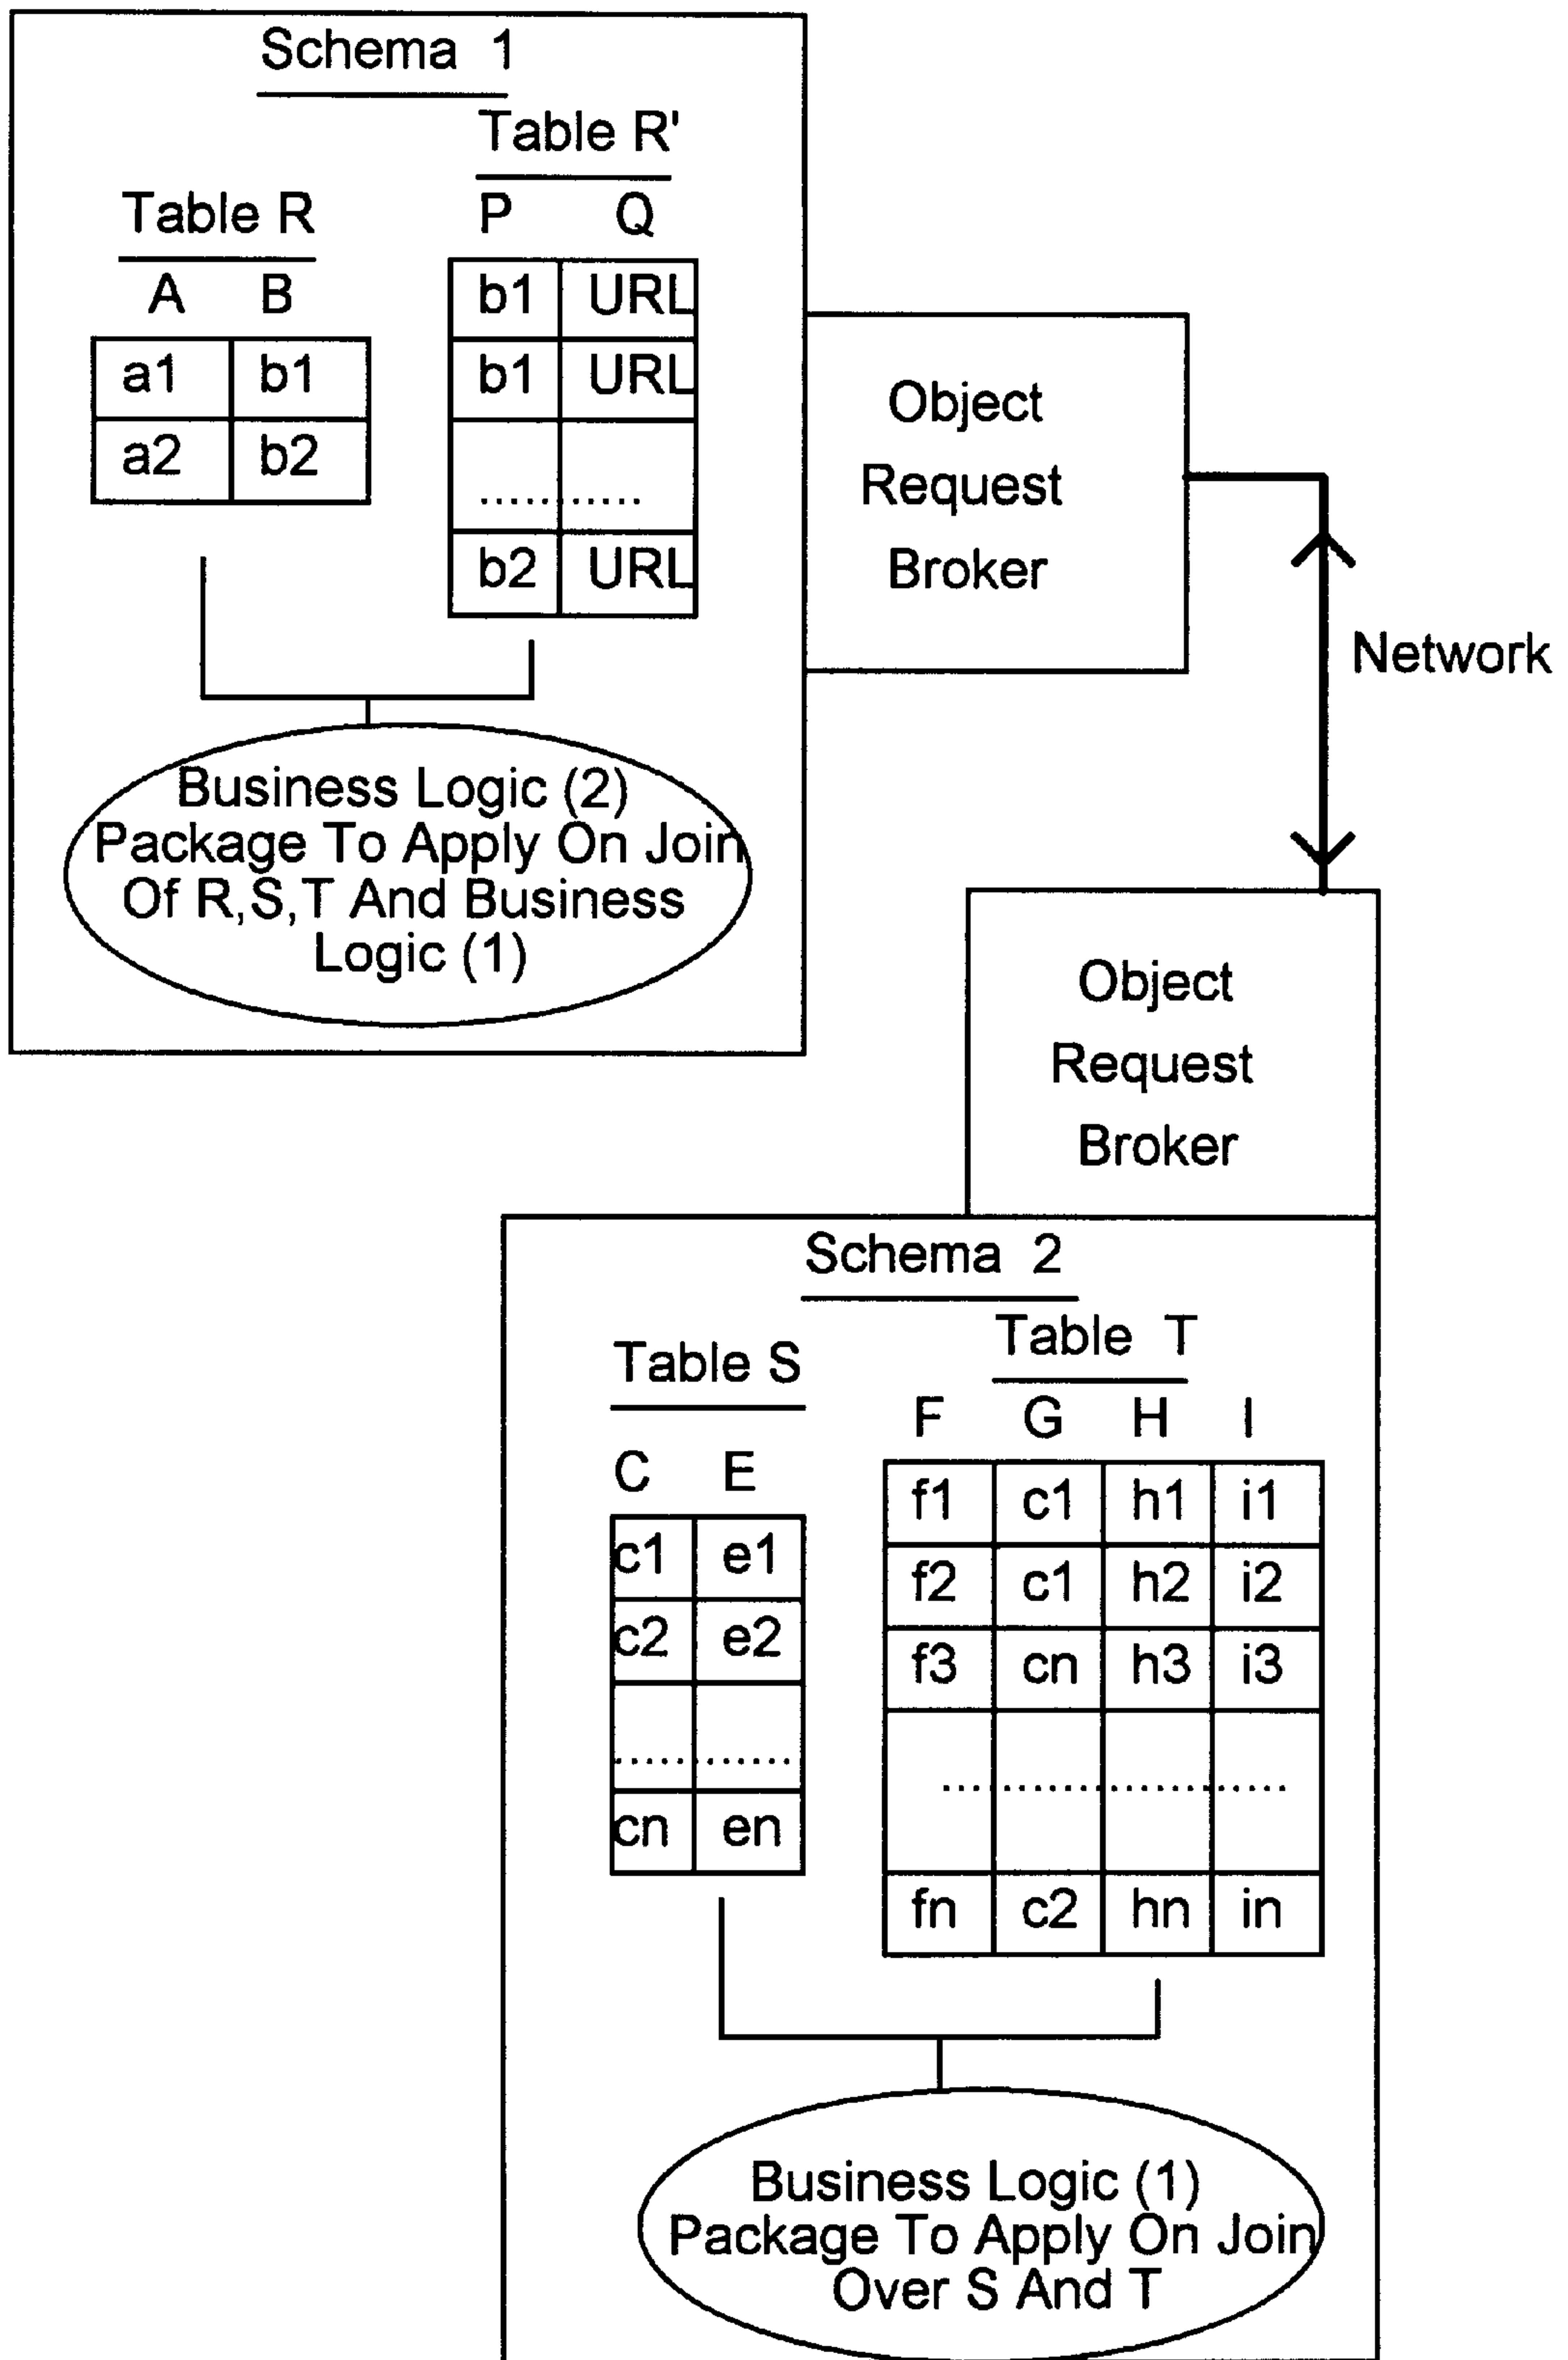 Schema 1
Table R'
Table R
P Q
A B
b1 URL
a1 b1
b1 URL
a2 b2
..........
b2 URL
Business Logic (2)
Package To Apply On Join
Of R,S,T And Business
Logic (1)
Object
Request
Broker
Network
Object
Request
Broker
Schema 2
Table S
C E
c1 e1
c2 e2
............
cn en
Table T
F G H I
f1 c1 h1 i1
f2 c1 h2 i2
f3 cn h3 i3
......................
fn c2 hn in
Business Logic (1)
Package To Apply On Join
Over S And T